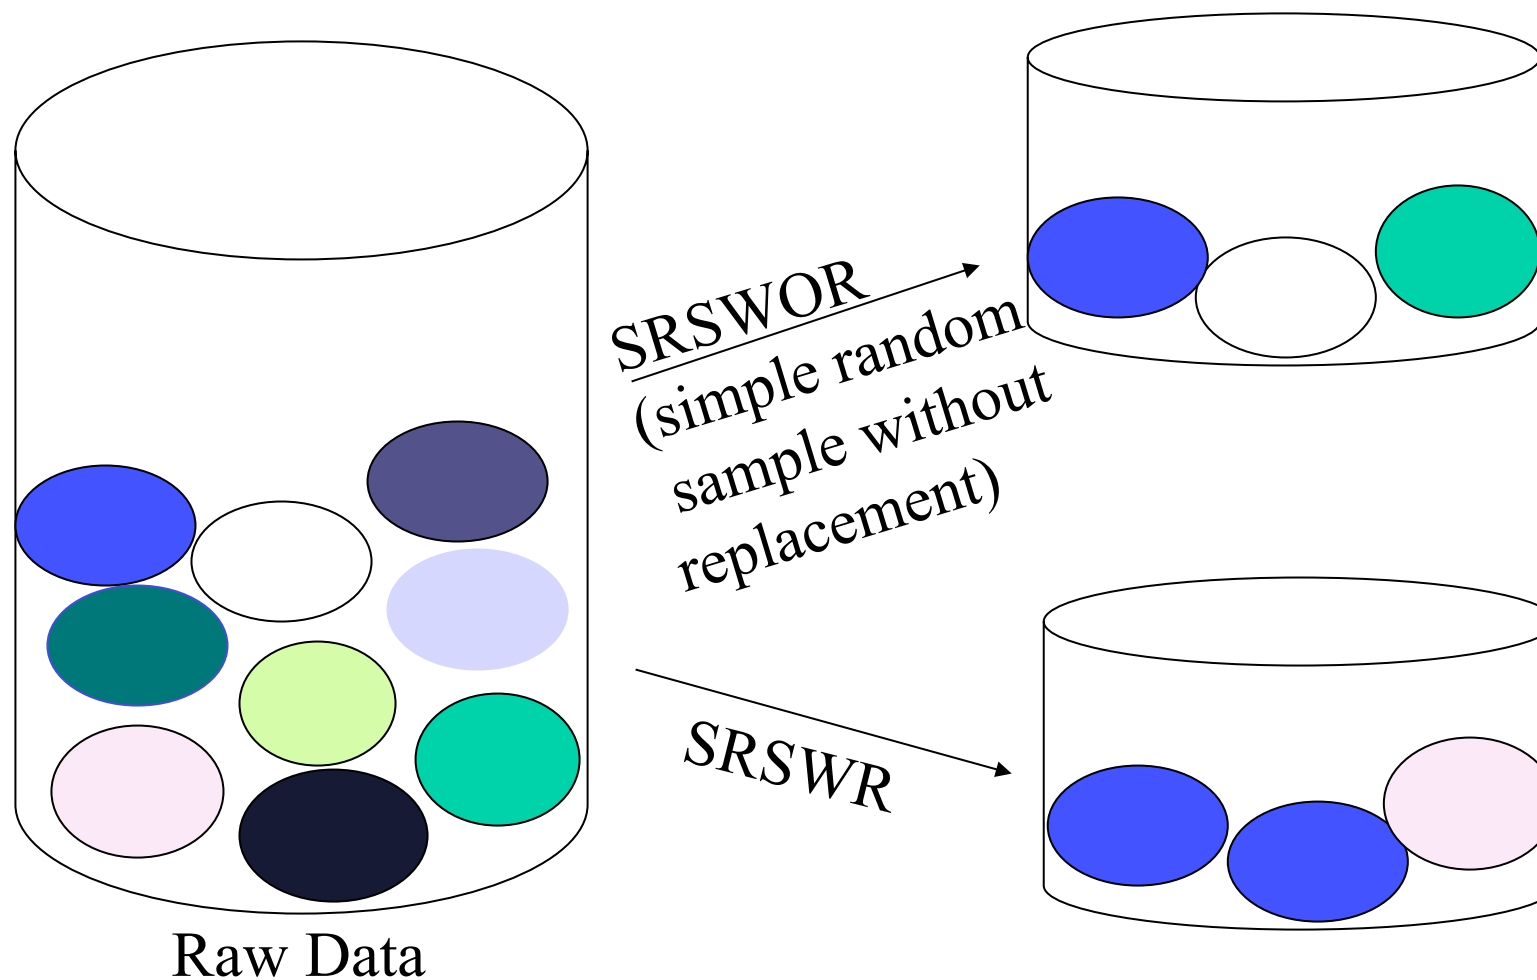 SRSWOR
(simple random
sample without
replacement)
SRSWR
Raw Data